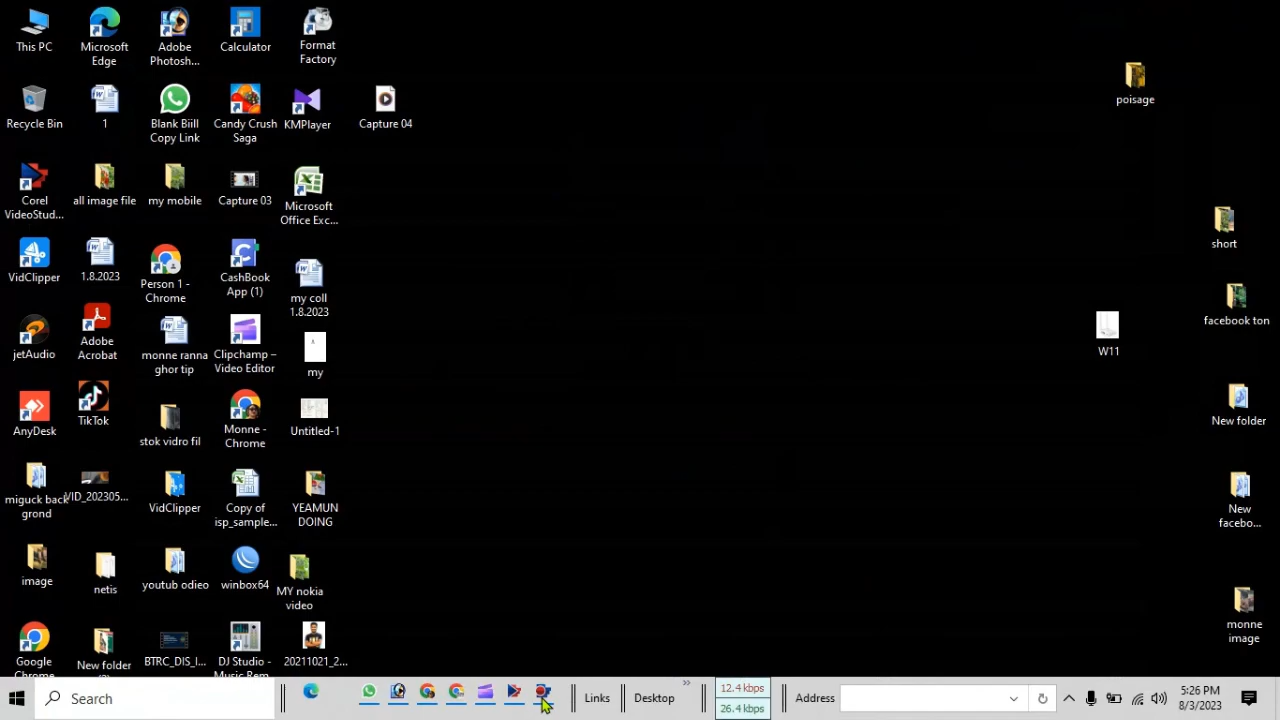 This PC
Microsoft
Edge
Adobe
Photosh...
Calculator
Format
Factory
Recycle Bin
1
Blank Biill
Copy Link
Candy Crush
Saga
KMPlayer
Capture 04
poisage
Corel
VideoStud...
all image file
my mobile
Capture 03
Microsoft
Office Exc...
short
VidClipper
1.8.2023
Person 1 -
Chrome
CashBook
App (1)
my coll
1.8.2023
facebook ton
W11
jetAudio
Adobe
Acrobat
monne ranna
ghor tip
Clipchamp –
Video Editor
my
AnyDesk
TikTok
stok vidro fil
Monne -
Chrome
Untitled-1
New folder
miguck back
grond
VID_202305...
VidClipper
Copy of
isp_sample...
YEAMUN
DOING
New
facebo...
image
netis
youtub odieo
winbox64
MY nokia
video
monne
image
Google
Chrome
New folder
BTRC_DIS_I...
DJ Studio -
Music Rem
20211021_2...
Search
Links
Desktop
12.4 kbps
26.4 kbps
Address
5:26 PM
8/3/2023